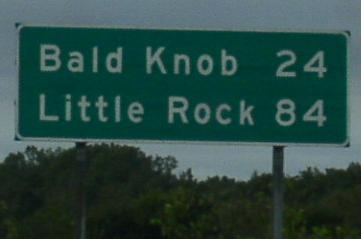 Bald Knob 24
Little Rock 84